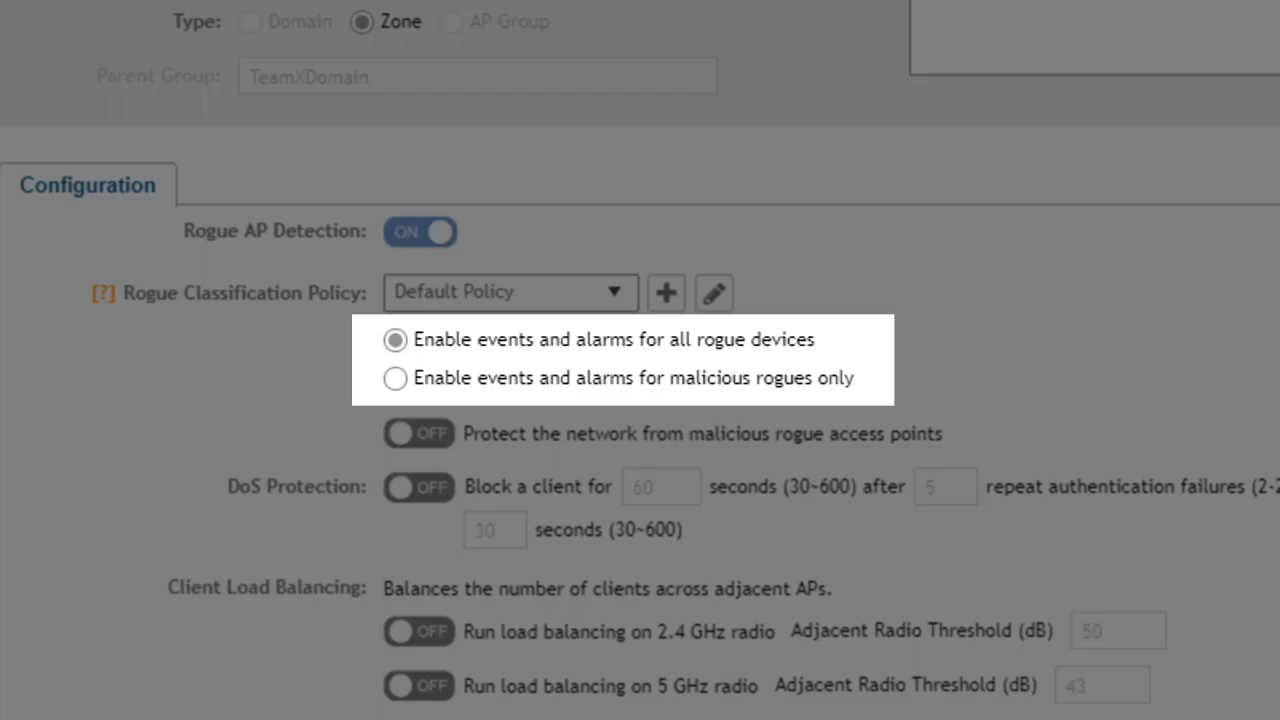 Type: Domain Zone AP Group
Parent Group: TeamXDomain
Configuration
Rogue AP Detection: ON
[?] Rogue Classification Policy: Default Policy
Enable events and alarms for all rogue devices
Enable events and alarms for malicious rogues only
OFF Protect the network from malicious rogue access points
DoS Protection: OFF Block a client for 60 seconds (30~600) after 5 repeat authentication failures (2-2
30 seconds (30~600)
Client Load Balancing: Balances the number of clients across adjacent APs.
OFF Run load balancing on 2.4 GHz radio Adjacent Radio Threshold (dB) 50
OFF Run load balancing on 5 GHz radio Adjacent Radio Threshold (dB) 43